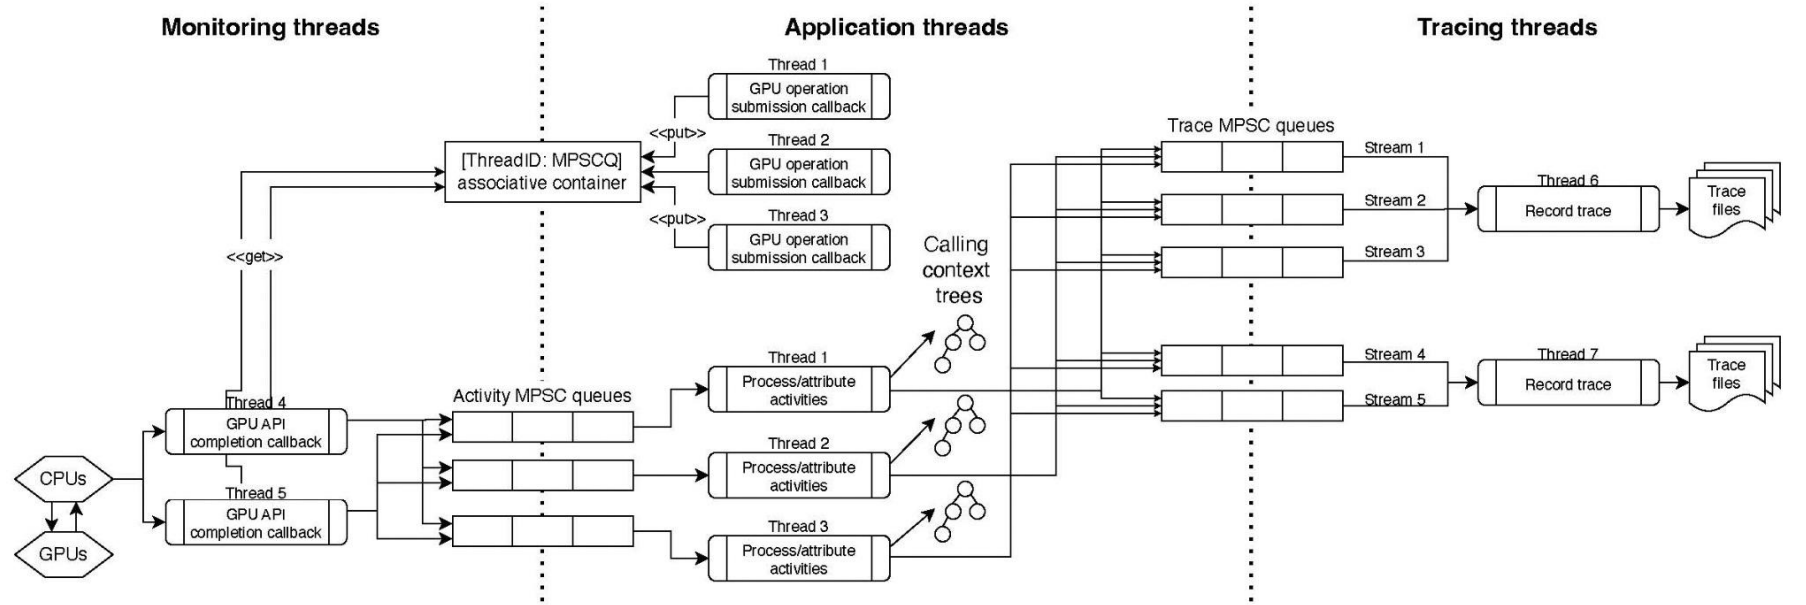 Monitoring threads
Application threads
Tracing threads
Thread 1
GPU operation
submission callback
<<put>>
Thread 2
GPU operation
submission callback
[ThreadID: MPSCQ]
associative container
<<put>>
Thread 3
GPU operation
submission callback
<<get>>
Trace MPSC queues
Stream 1
Stream 2
Stream 3
Thread 6
Record trace
Trace
files
Calling
context
trees
Stream 4
Stream 5
Thread 7
Record trace
Trace
files
Thread 4
GPU API
completion callback
Activity MPSC queues
Thread 1
Process/attribute
activities
CPUs
Thread 5
GPU API
completion callback
Thread 2
Process/attribute
activities
GPUs
Thread 3
Process/attribute
activities